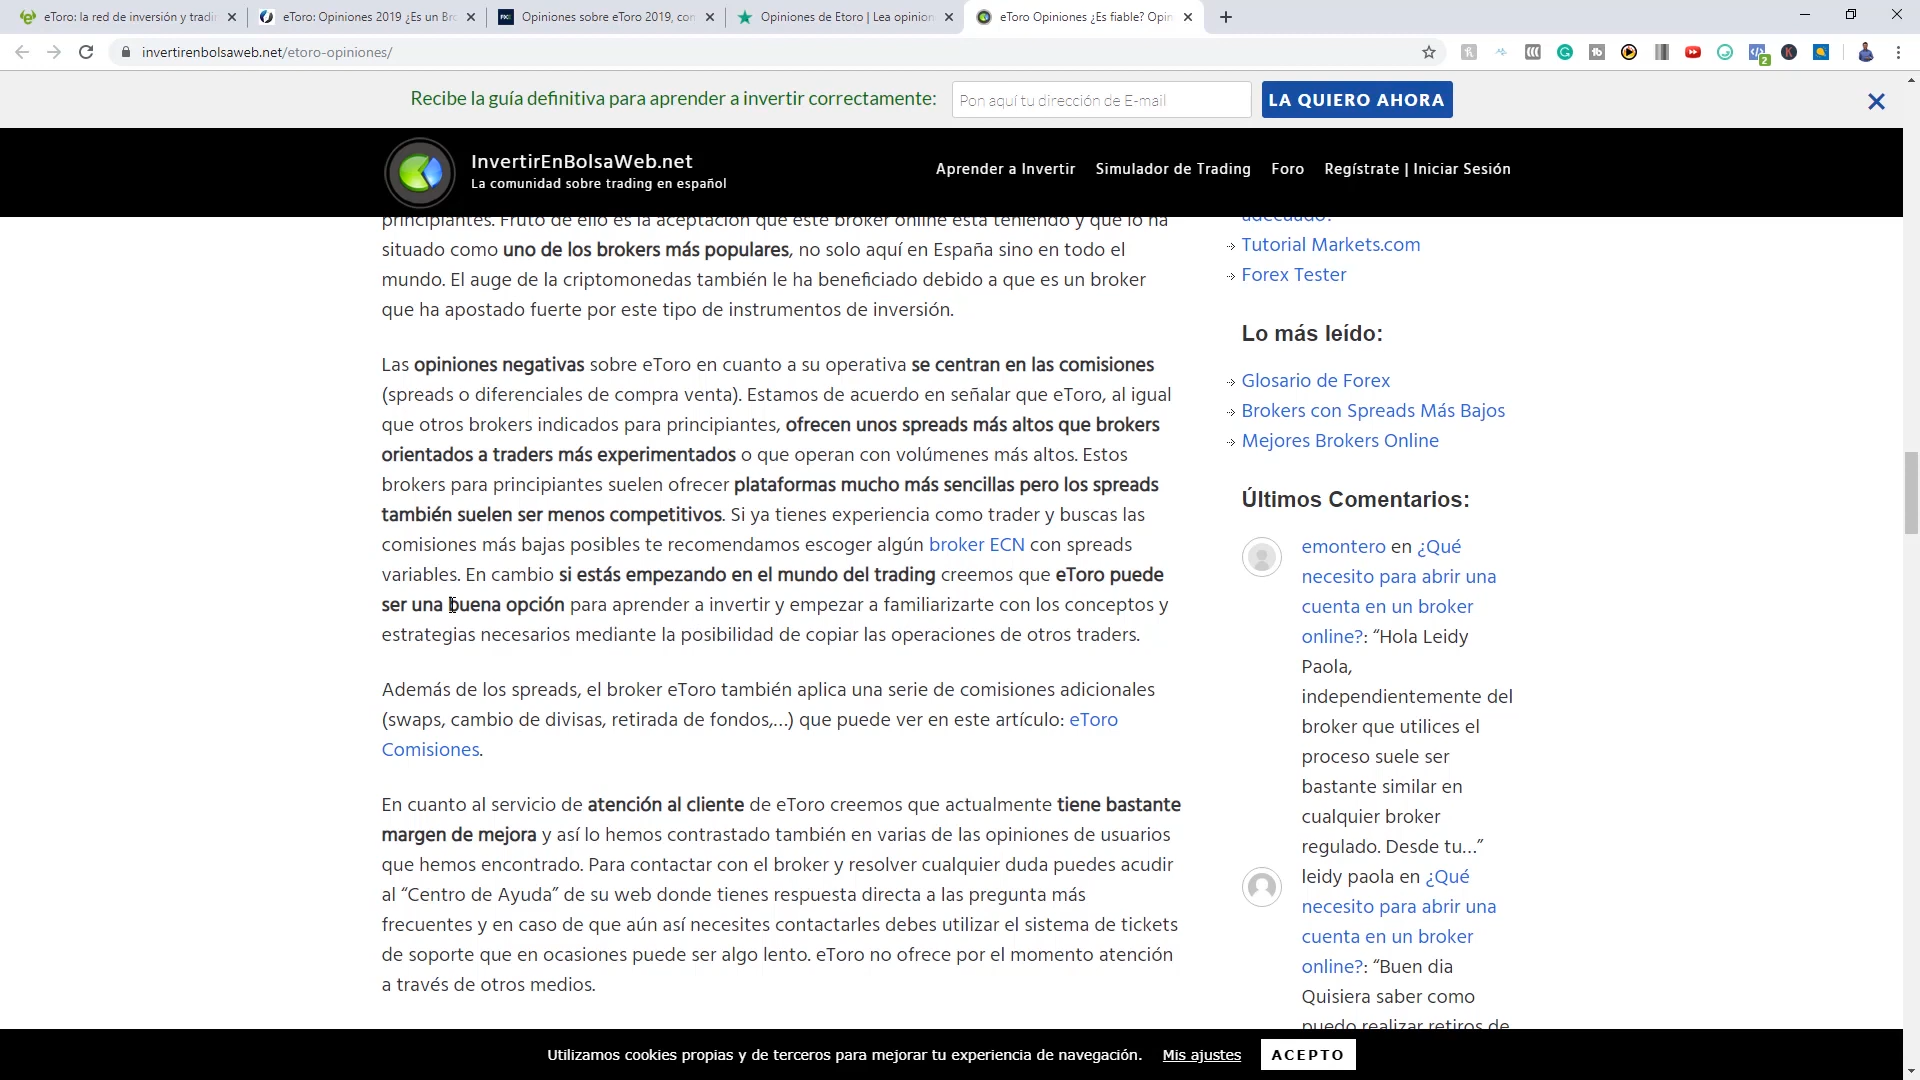 eToro: la red de inversión y tradi
eToro: Opiniones 2019 ¿Es un Bro
Opiniones sobre eToro 2019, con
Opiniones de Etoro | Lea opinion
eToro Opiniones ¿Es fiable? Opin
invertirenbolsaweb.net/etoro-opiniones/
Recibe la guía definitiva para aprender a invertir correctamente:
Pon aquí tu dirección de E-mail
LA QUIERO AHORA
InvertirEnBolsaWeb.net
La comunidad sobre trading en español
Aprender a Invertir
Simulador de Trading
Foro
Regístrate | Iniciar Sesión
principiantes. Fruto de ello es la aceptación que este broker online está teniendo y que lo ha
situado como uno de los brokers más populares, no solo aquí en España sino en todo el
mundo. El auge de la criptomonedas también le ha beneficiado debido a que es un broker
que ha apostado fuerte por este tipo de instrumentos de inversión.
Las opiniones negativas sobre eToro en cuanto a su operativa se centran en las comisiones
(spreads o diferenciales de compra venta). Estamos de acuerdo en señalar que eToro, al igual
que otros brokers indicados para principiantes, ofrecen unos spreads más altos que brokers
orientados a traders más experimentados o que operan con volúmenes más altos. Estos
brokers para principiantes suelen ofrecer plataformas mucho más sencillas pero los spreads
también suelen ser menos competitivos. Si ya tienes experiencia como trader y buscas las
comisiones más bajas posibles te recomendamos escoger algún broker ECN con spreads
variables. En cambio si estás empezando en el mundo del trading creemos que eToro puede
ser una buena opción para aprender a invertir y empezar a familiarizarte con los conceptos y
estrategias necesarios mediante la posibilidad de copiar las operaciones de otros traders.
Además de los spreads, el broker eToro también aplica una serie de comisiones adicionales
(swaps, cambio de divisas, retirada de fondos,...) que puede ver en este artículo: eToro
Comisiones.
En cuanto al servicio de atención al cliente de eToro creemos que actualmente tiene bastante
margen de mejora y así lo hemos contrastado también en varias de las opiniones de usuarios
que hemos encontrado. Para contactar con el broker y resolver cualquier duda puedes acudir
al “Centro de Ayuda” de su web donde tienes respuesta directa a las pregunta más
frecuentes y en caso de que aún así necesites contactarles debes utilizar el sistema de tickets
de soporte que en ocasiones puede ser algo lento. eToro no ofrece por el momento atención
a través de otros medios.
adecuado?
Tutorial Markets.com
Forex Tester
Lo más leído:
Glosario de Forex
Brokers con Spreads Más Bajos
Mejores Brokers Online
Últimos Comentarios:
emontero en ¿Qué
necesito para abrir una
cuenta en un broker
online?: “Hola Leidy
Paola,
independientemente del
broker que utilices el
proceso suele ser
bastante similar en
cualquier broker
regulado. Desde tu...”
leidy paola en ¿Qué
necesito para abrir una
cuenta en un broker
online?: “Buen dia
Quisiera saber como
puedo realizar retiros de
Utilizamos cookies propias y de terceros para mejorar tu experiencia de navegación.
Mis ajustes
ACEPTO